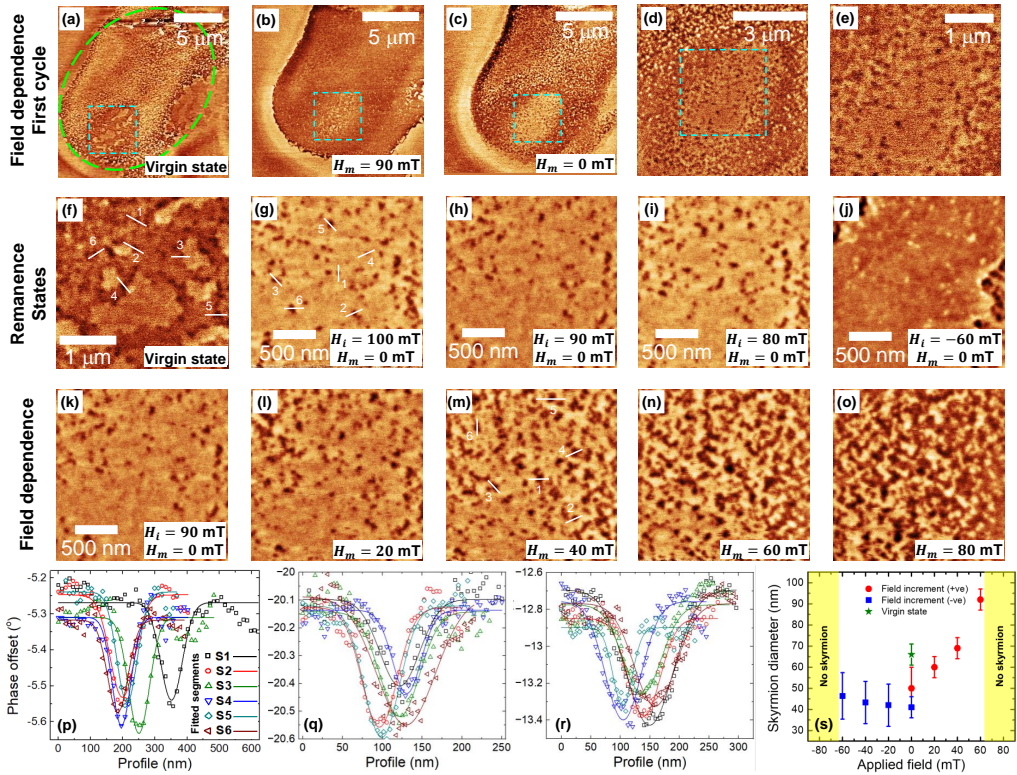 Field dependence
First cycle
(a)
5 μm
Virgin state
(b)
5 μm
H_m = 90 mT
(c)
5 μm
H_m = 0 mT
(d)
3 μm
(e)
1 μm
Remanence
States
(f)
1
2
3
4
5
6
1 μm
Virgin state
(g)
5
4
3
1
6
2
500 nm
H_i = 100 mT
H_m = 0 mT
(h)
H_i = 90 mT
H_m = 0 mT
(i)
500 nm
H_i = 80 mT
H_m = 0 mT
(j)
500 nm
H_i = −60 mT
H_m = 0 mT
Field dependence
(k)
500 nm
H_i = 90 mT
H_m = 0 mT
(l)
H_m = 20 mT
(m)
5
6
4
3
1
2
H_m = 40 mT
(n)
H_m = 60 mT
(o)
H_m = 80 mT
Phase offset (°)
-5.2
-5.3
-5.4
-5.5
-5.6
(p)
Fitted segments
S1
S2
S3
S4
S5
S6
0 100 200 300 400 500 600
Profile (nm)
-20.0
-20.1
-20.2
-20.3
-20.4
-20.5
-20.6
(q)
0 50 100 150 200 250
Profile (nm)
-12.6
-12.8
-13.0
-13.2
-13.4
-13.6
(r)
0 50 100 150 200 250 300
Profile (nm)
Skyrmion diameter (nm)
100
90
80
70
60
50
40
30
No skyrmion
Field increment (+ve)
Field increment (-ve)
Virgin state
No skyrmion
(s)
-80 -60 -40 -20 0 20 40 60 80
Applied field (mT)